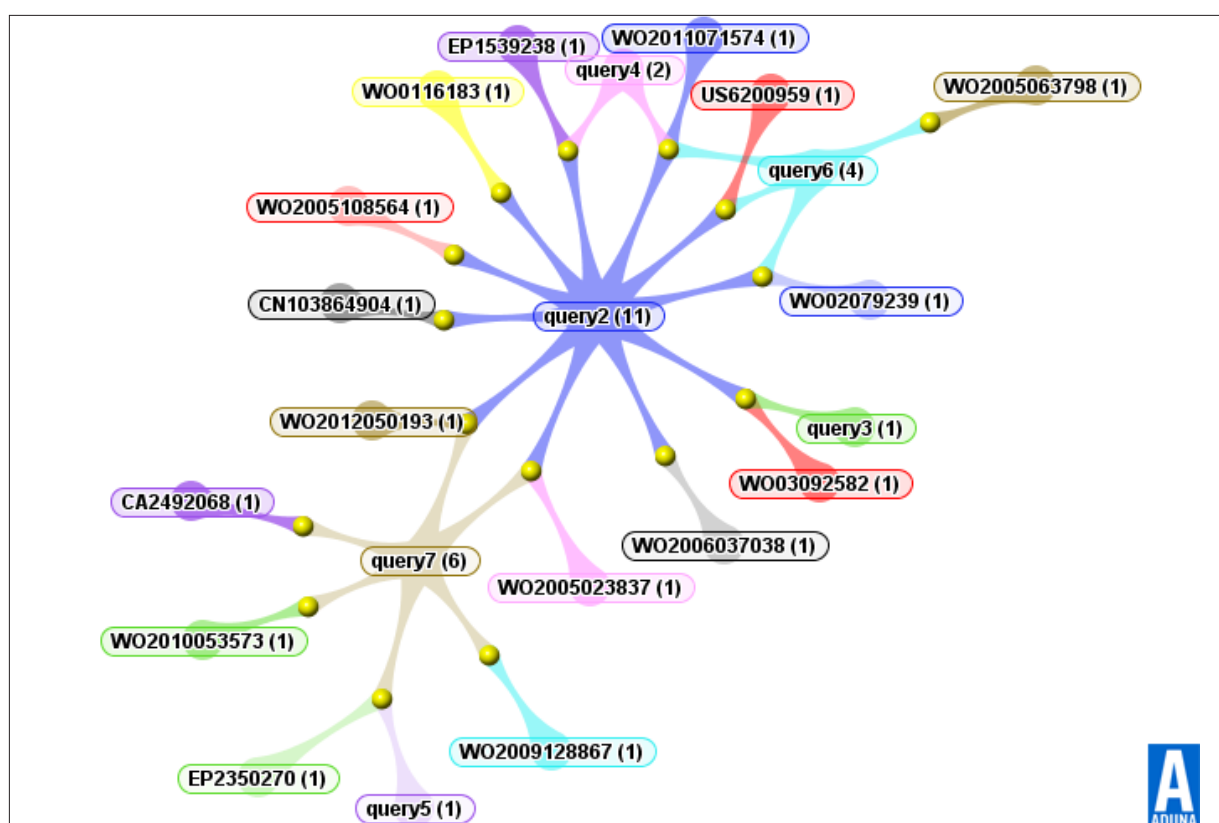 WO2011071574 (1)
EP1539238 (1)
query4 (2)
WO0116183 (1)
US6200959 (1)
WO2005063798 (1)
query6 (4)
WO2005108564 (1)
CN103864904 (1)
WO02079239 (1)
query2 (11)
WO2012050193 (1)
query3 (1)
WO03092582 (1)
CA2492068 (1)
WO2006037038 (1)
query7 (6)
WO2005023837 (1)
WO2010053573 (1)
WO2009128867 (1)
EP2350270 (1)
query5 (1)
A
ADUNA